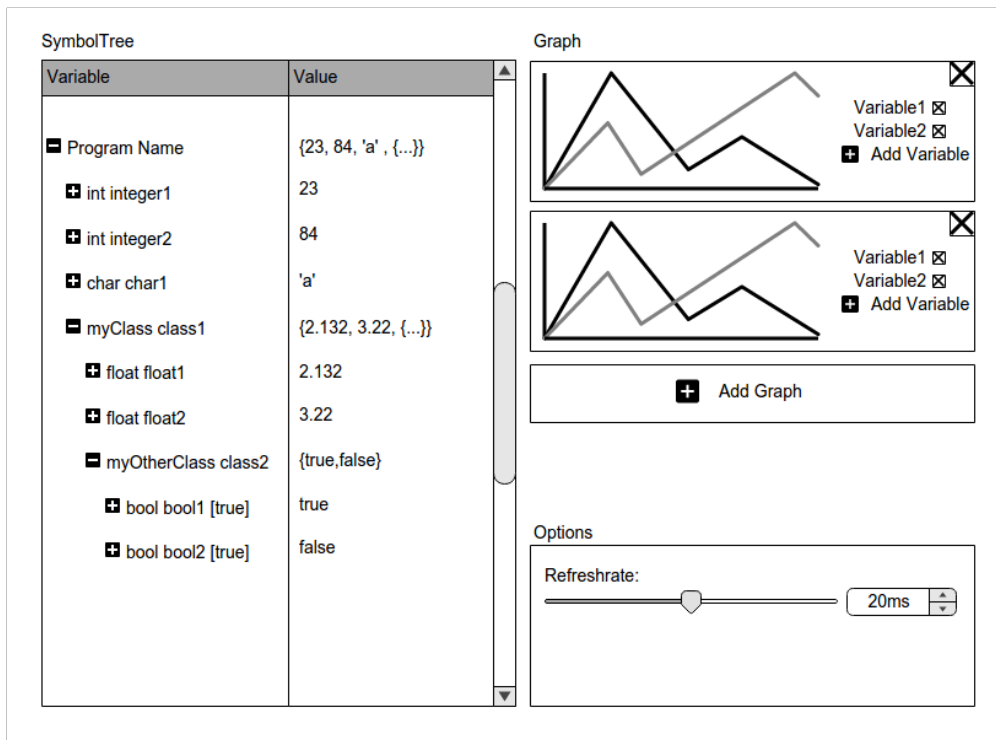 SymbolTree
Variable Value
Program Name {23, 84, 'a' , {...}}
int integer1 23
int integer2 84
char char1 'a'
myClass class1 {2.132, 3.22, {...}}
float float1 2.132
float float2 3.22
myOtherClass class2 {true,false}
bool bool1 [true] true
bool bool2 [true] false
Graph
Variable1
Variable2
Add Variable
Variable1
Variable2
Add Variable
Add Graph
Options
Refreshrate:
20ms